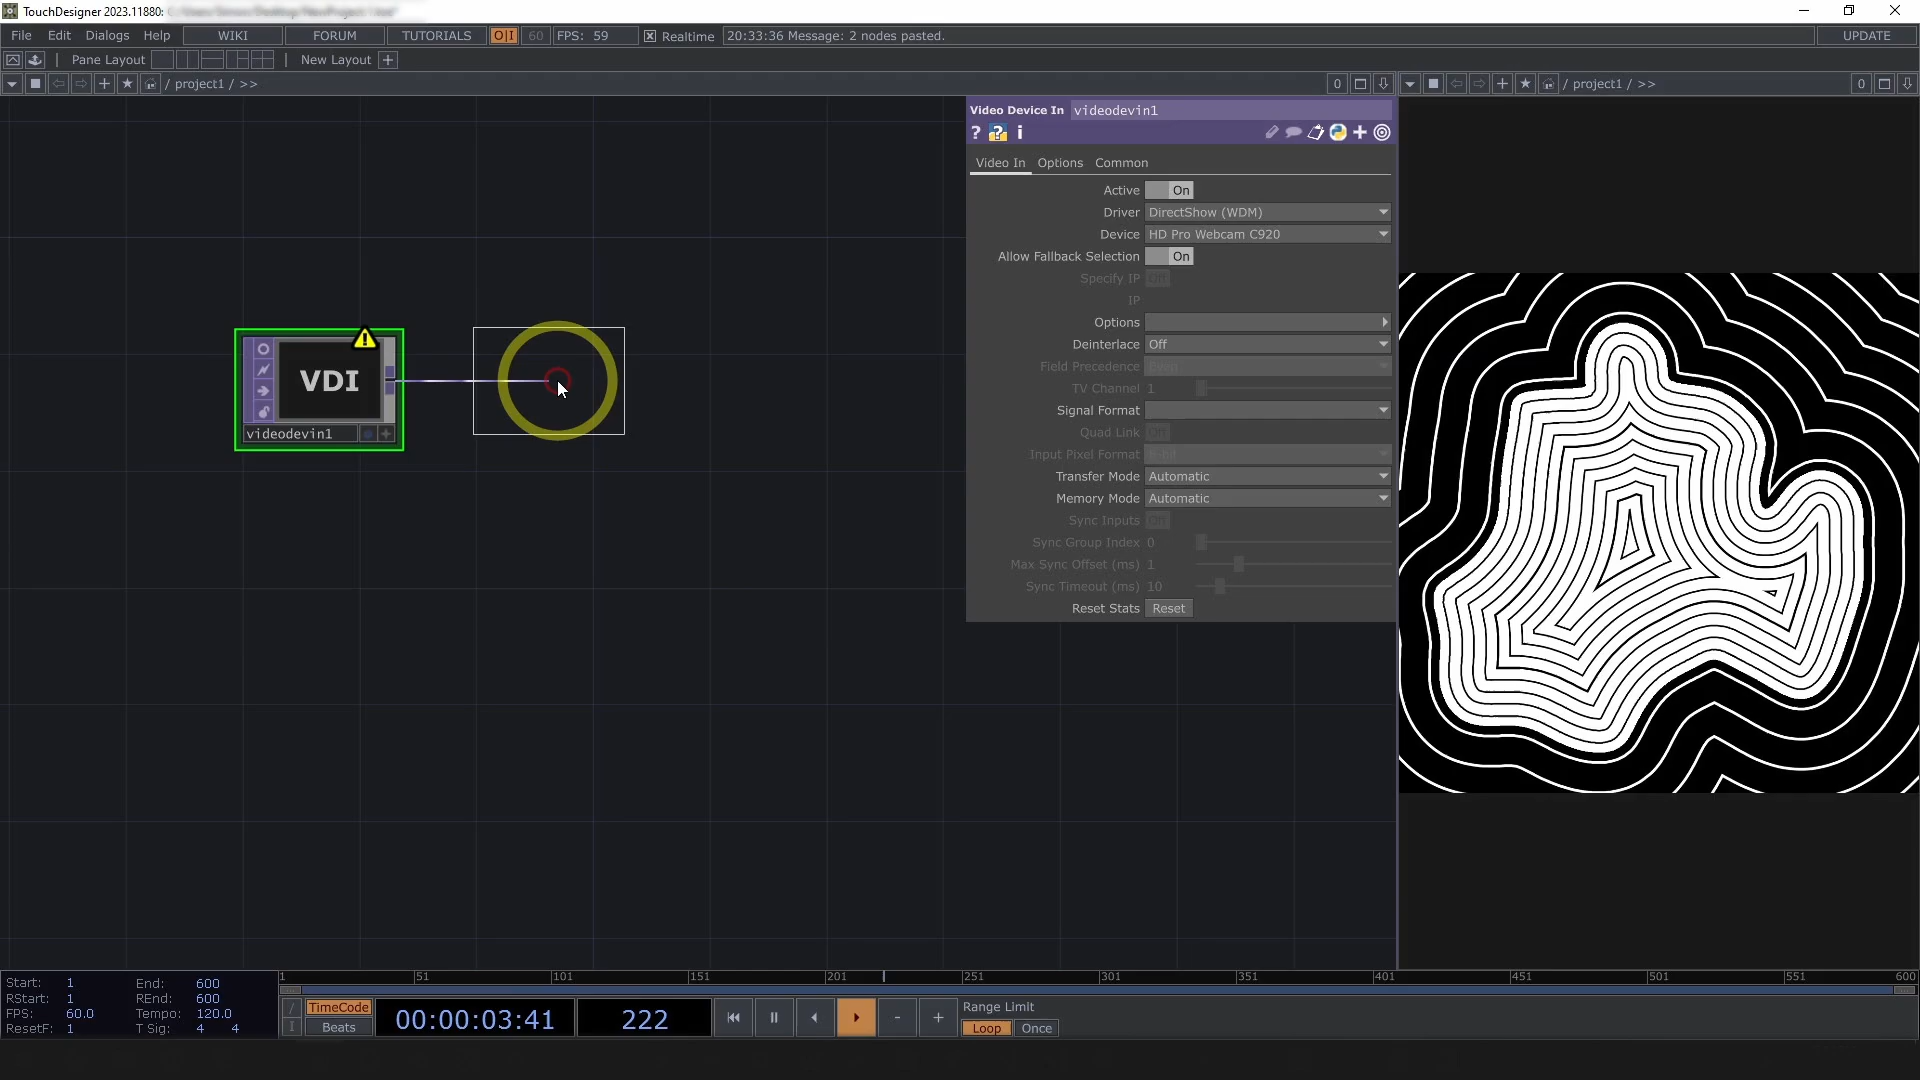 TouchDesigner 2023.11880:
File Edit Dialogs Help WIKI FORUM TUTORIALS O|I 60 FPS: 59 Realtime 20:33:36 Message: 2 nodes pasted. UPDATE
Pane Layout New Layout +
/ project1 / >> 0 / project1 / >> 0
Video Device In videodevin1
? ? i
Video In Options Common
Active On
Driver DirectShow (WDM)
Device HD Pro Webcam C920
Allow Fallback Selection On
Specify IP Off
IP
Options
Deinterlace Off
Field Precedence Even
TV Channel 1
Signal Format
Quad Link Off
Input Pixel Format 8-bit
Transfer Mode Automatic
Memory Mode Automatic
Sync Inputs On
Sync Group Index 0
Max Sync Offset (ms) 1
Sync Timeout (ms) 10
Reset Stats Reset
VDI
videodevin1
1 51 101 151 201 251 301 351 401 451 501 551 600
Start: 1 End: 600
RStart: 1 REnd: 600
FPS: 60.0 Tempo: 120.0
ResetF: 1 T Sig: 4 4
TimeCode
Beats
00:00:03:41 222
Range Limit
Loop Once